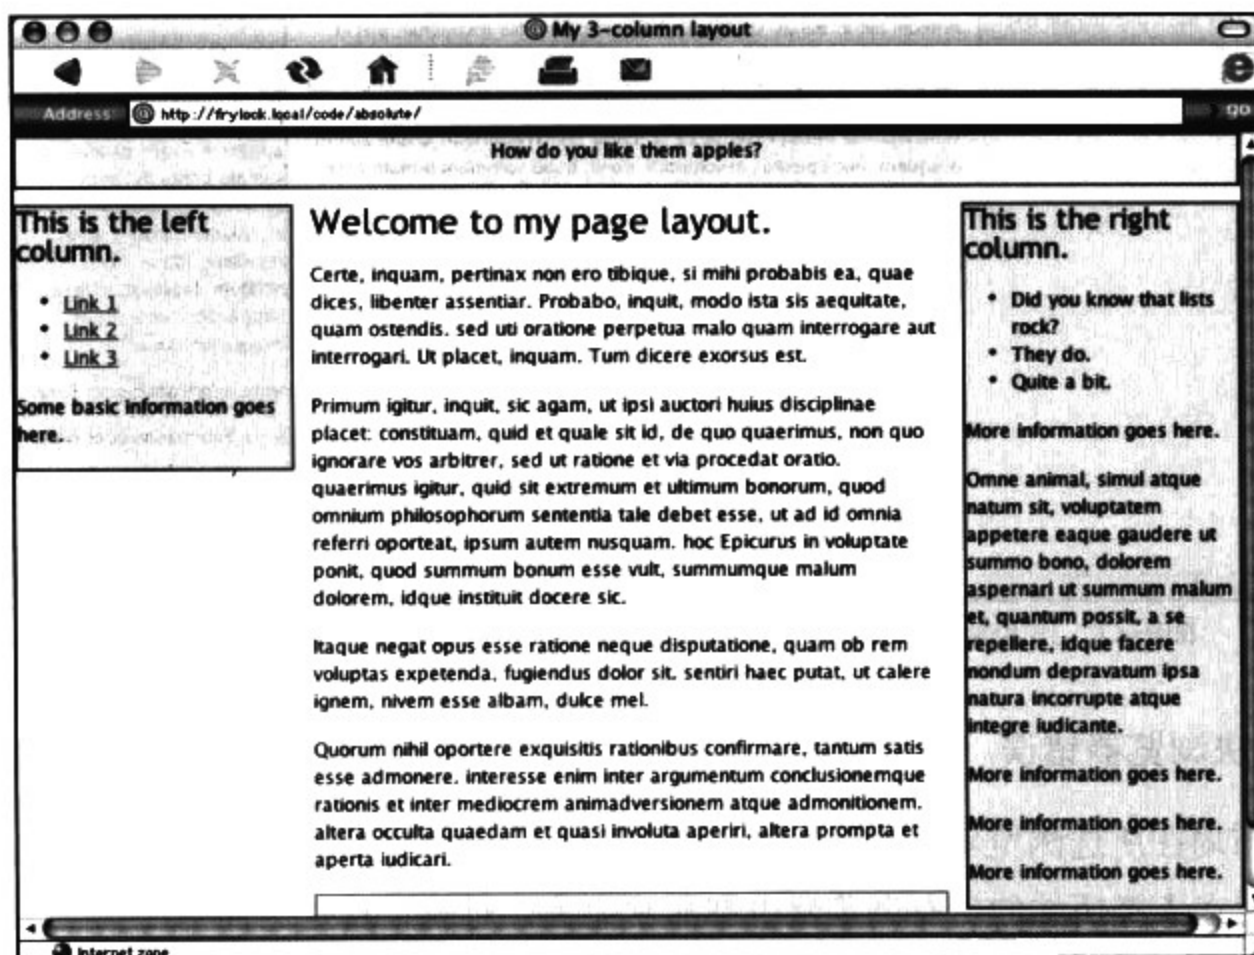 My 3-column layout
Address: http://frylock.local/code/absolute/ go
How do you like them apples?
This is the left
column.
• Link 1
• Link 2
• Link 3
Some basic information goes
here.
Welcome to my page layout.
Certe, inquam, pertinax non ero tibique, si mihi probabis ea, quae
dices, libenter assentiar. Probabo, inquit, modo ista sis aequitate,
quam ostendis. sed uti oratione perpetua malo quam interrogare aut
interrogari. Ut placet, inquam. Tum dicere exorsus est.
Primum igitur, inquit, sic agam, ut ipsi auctori huius disciplinae
placet: constituam, quid et quale sit id, de quo quaerimus, non quo
ignorare vos arbitrer, sed ut ratione et via procedat oratio.
quaerimus igitur, quid sit extremum et ultimum bonorum, quod
omnium philosophorum sententia tale debet esse, ut ad id omnia
referri oporteat, ipsum autem nusquam. hoc Epicurus in voluptate
ponit, quod summum bonum esse vult, summumque malum
dolorem, idque instituit docere sic.
Itaque negat opus esse ratione neque disputatione, quam ob rem
voluptas expetenda, fugiendus dolor sit. sentiri haec putat, ut calere
ignem, nivem esse albam, dulce mel.
Quorum nihil oportere exquisitis rationibus confirmare, tantum satis
esse admonere. interesse enim inter argumentum conclusionemque
rationis et inter mediocrem animadversionem atque admonitionem.
altera occulta quaedam et quasi involuta aperiri, altera prompta et
aperta iudicari.
This is the right
column.
• Did you know that lists
rock?
• They do.
• Quite a bit.
More information goes here.
Omne animal, simul atque
natum sit, voluptatem
appetere eaque gaudere ut
summo bono, dolorem
aspernari ut summum malum
et, quantum possit, a se
repellere, idque facere
nondum depravatum ipsa
natura incorrupte atque
integre iudicante.
More information goes here.
More information goes here.
More information goes here.
Internet zone